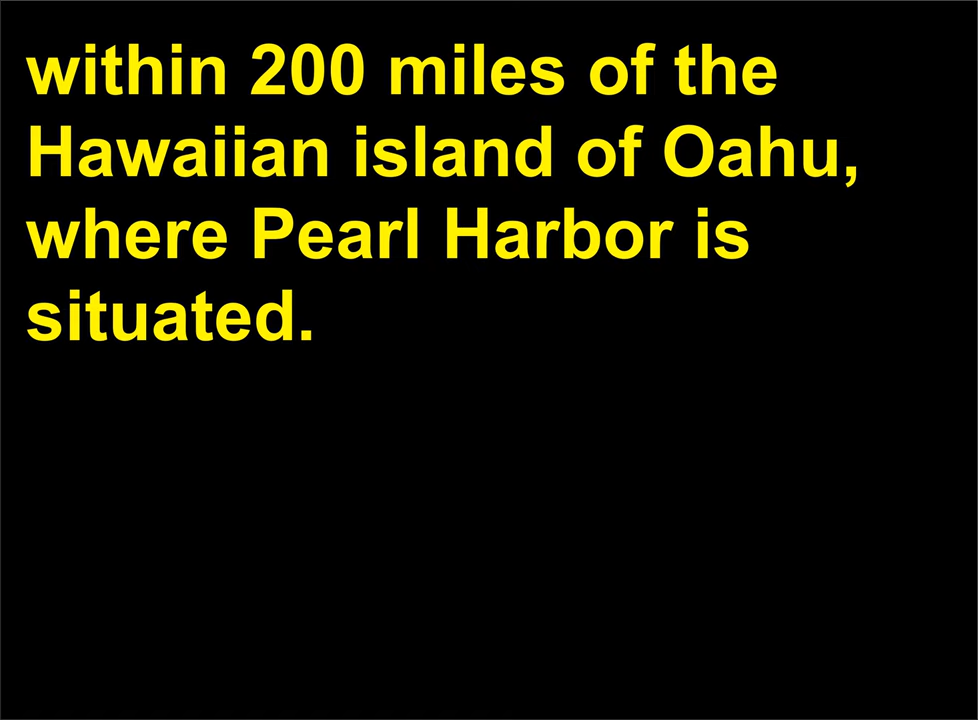 within 200 miles of the
Hawaiian island of Oahu,
where Pearl Harbor is
situated.